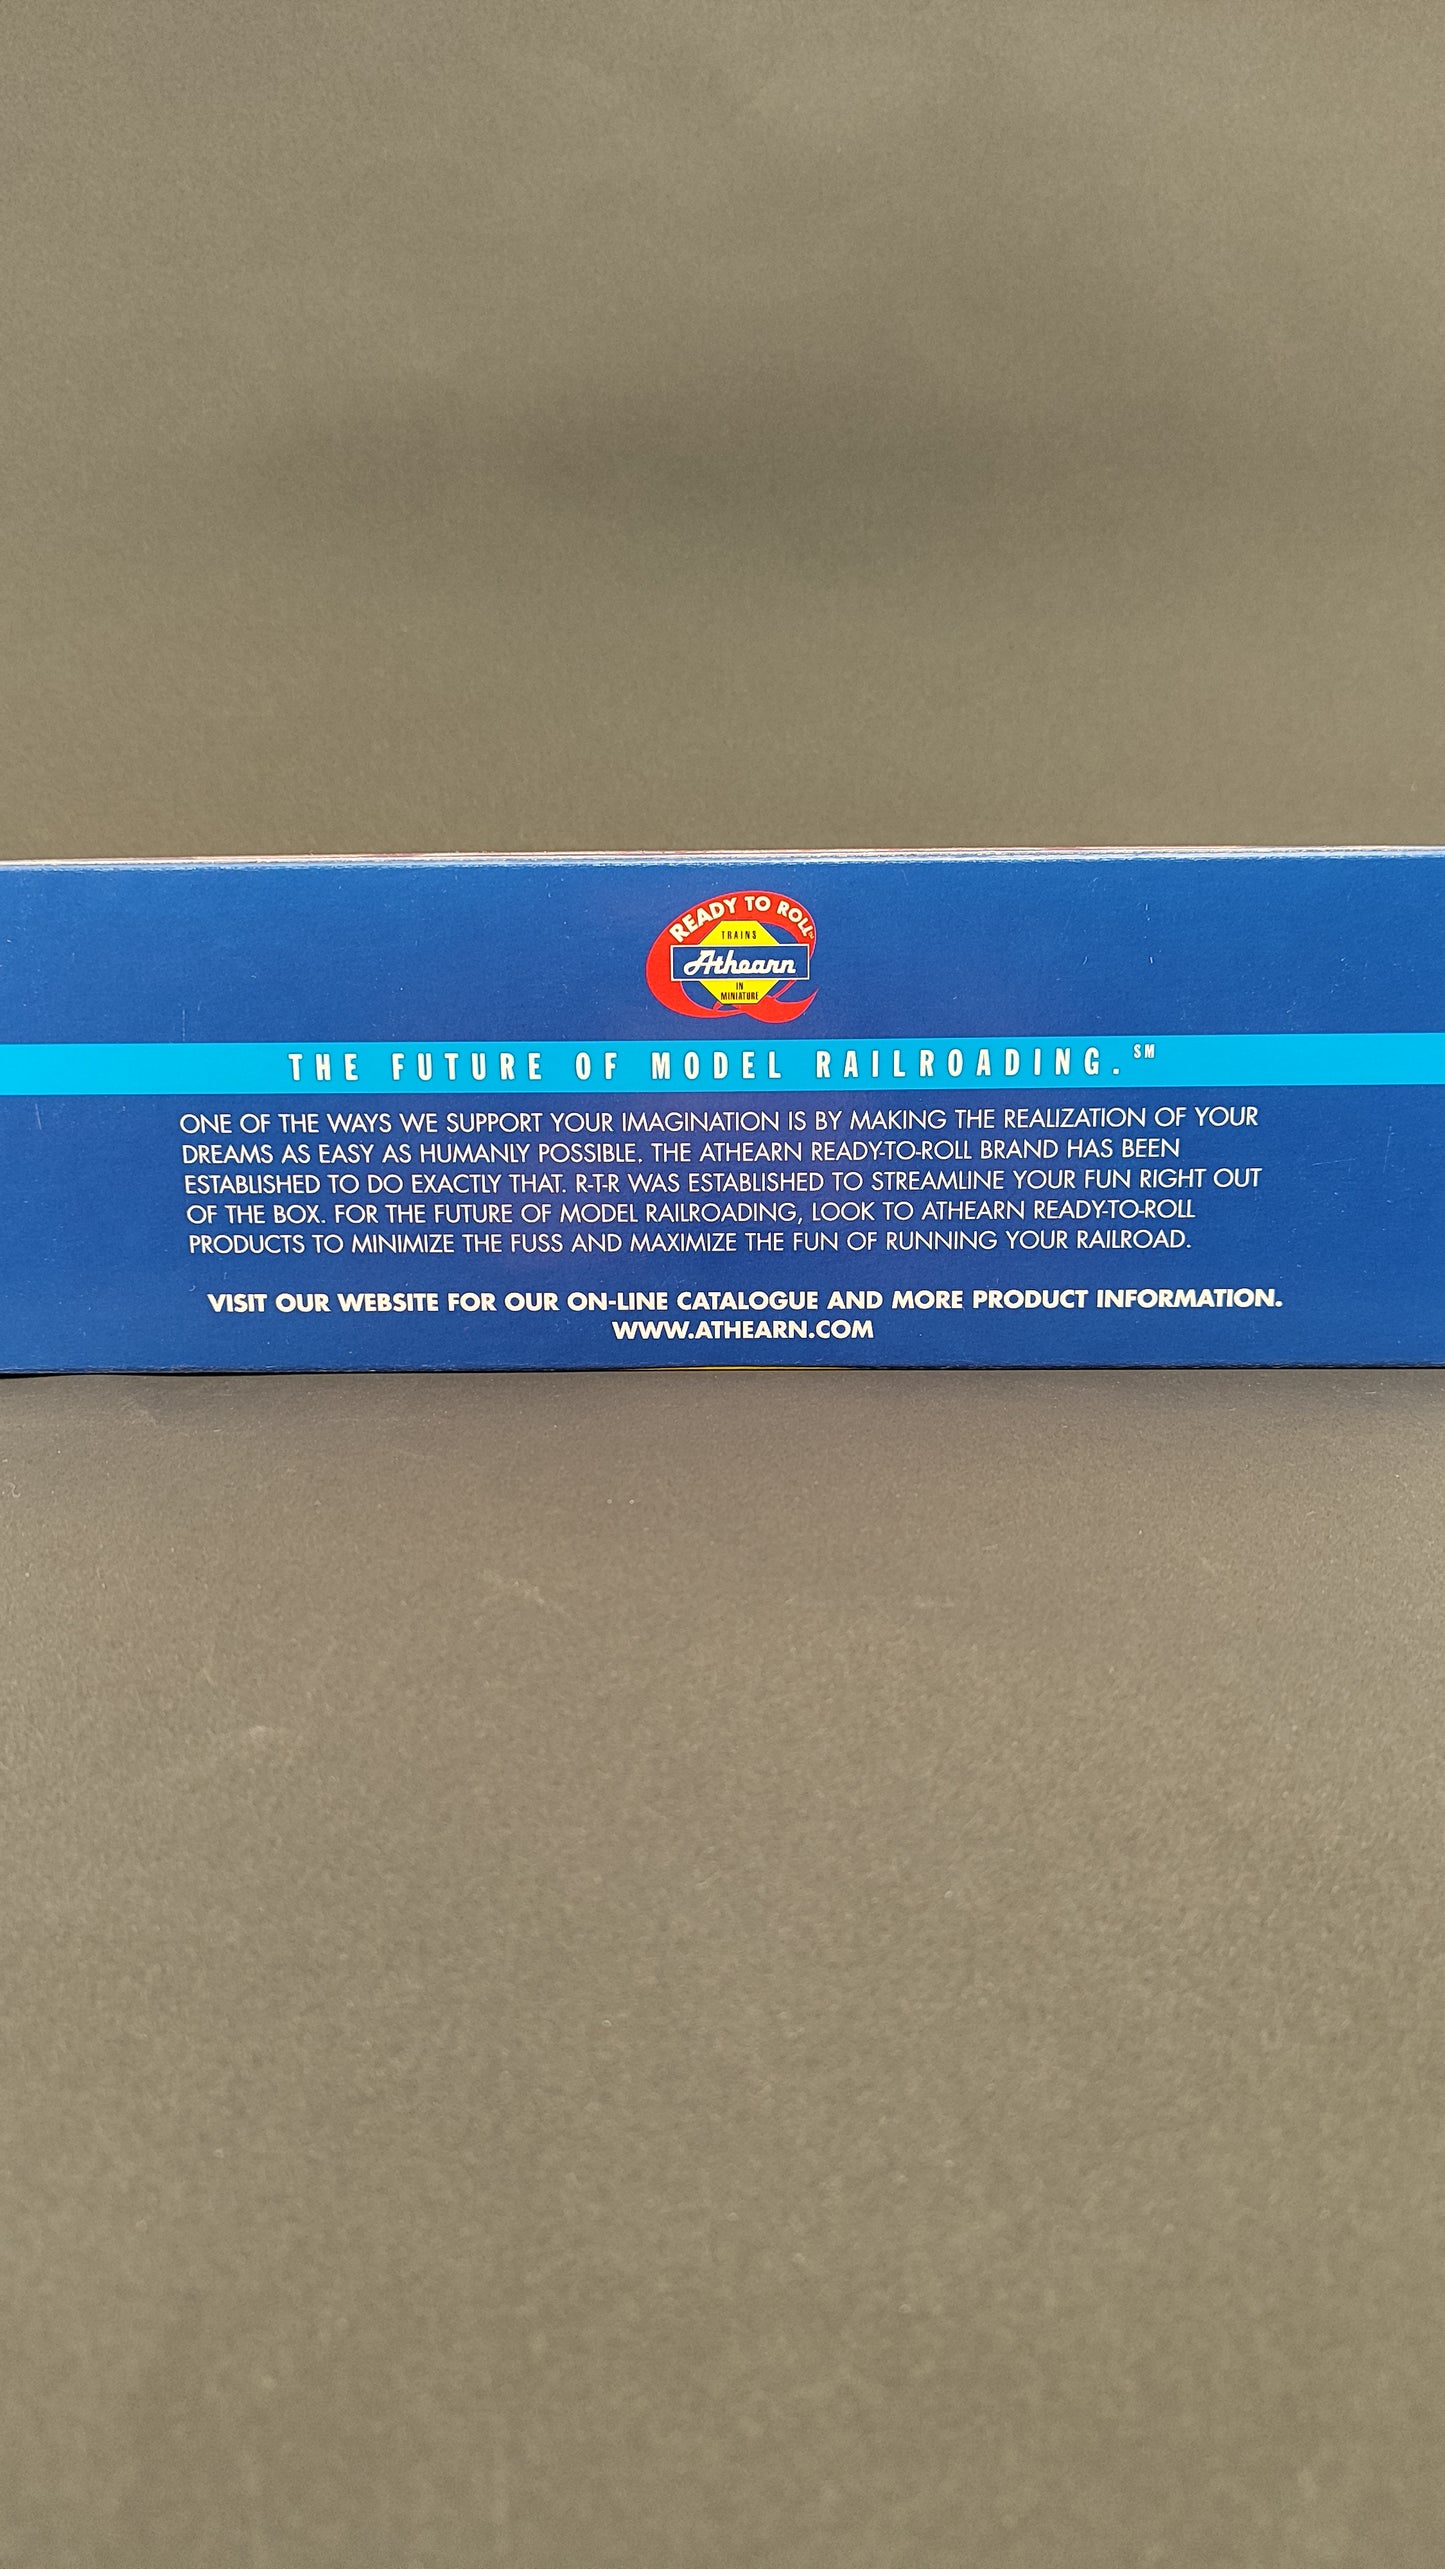 READY TO ROLL
TRAINS
Athearn
IN
MINIATURE
THE FUTURE OF MODEL RAILROADING.℠
ONE OF THE WAYS WE SUPPORT YOUR IMAGINATION IS BY MAKING THE REALIZATION OF YOUR
DREAMS AS EASY AS HUMANLY POSSIBLE. THE ATHEARN READY-TO-ROLL BRAND HAS BEEN
ESTABLISHED TO DO EXACTLY THAT. R-T-R WAS ESTABLISHED TO STREAMLINE YOUR FUN RIGHT OUT
OF THE BOX. FOR THE FUTURE OF MODEL RAILROADING, LOOK TO ATHEARN READY-TO-ROLL
PRODUCTS TO MINIMIZE THE FUSS AND MAXIMIZE THE FUN OF RUNNING YOUR RAILROAD.
VISIT OUR WEBSITE FOR OUR ON-LINE CATALOGUE AND MORE PRODUCT INFORMATION.
WWW.ATHEARN.COM